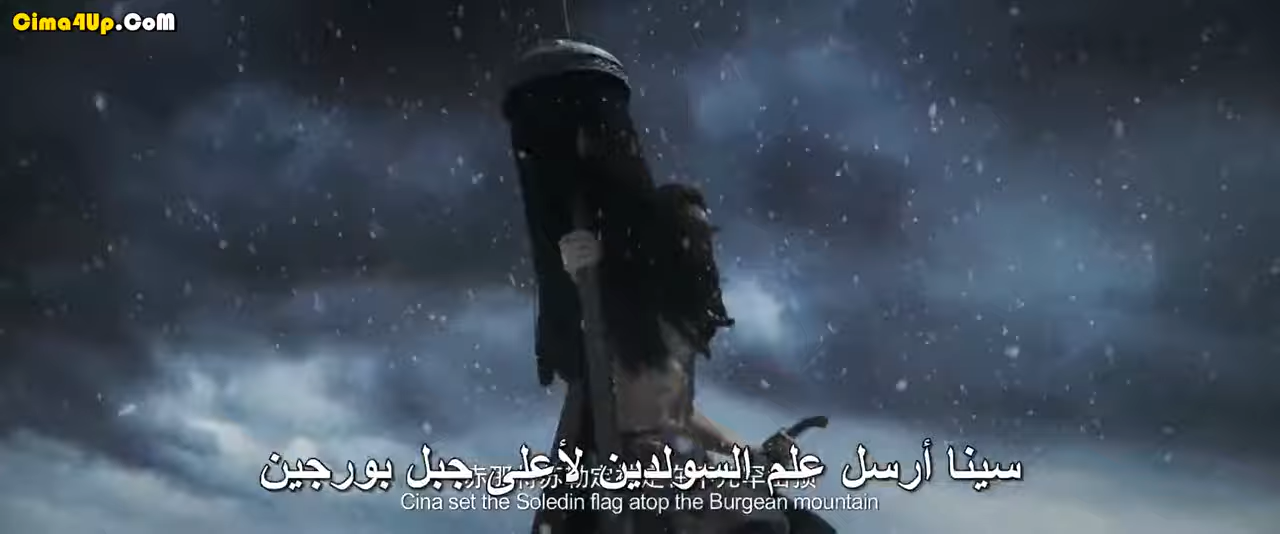 Cima4Up.CoM
سينا أرسل علم السولدين لأعلى جبل بورجين
Cina set the Soledin flag atop the Burgean mountain